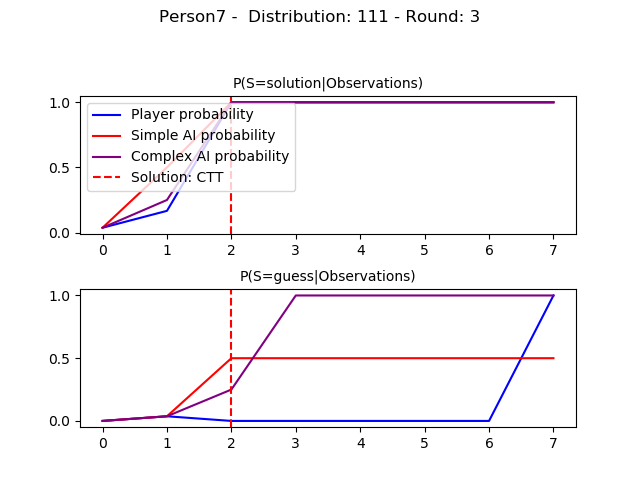 Person7 -  Distribution: 111 - Round: 3
P(S=solution|Observations)
1.0
0.5
0.0
Player probability
Simple AI probability
Complex AI probability
Solution: CTT
0 1 2 3 4 5 6 7
P(S=guess|Observations)
1.0
0.5
0.0
0 1 2 3 4 5 6 7